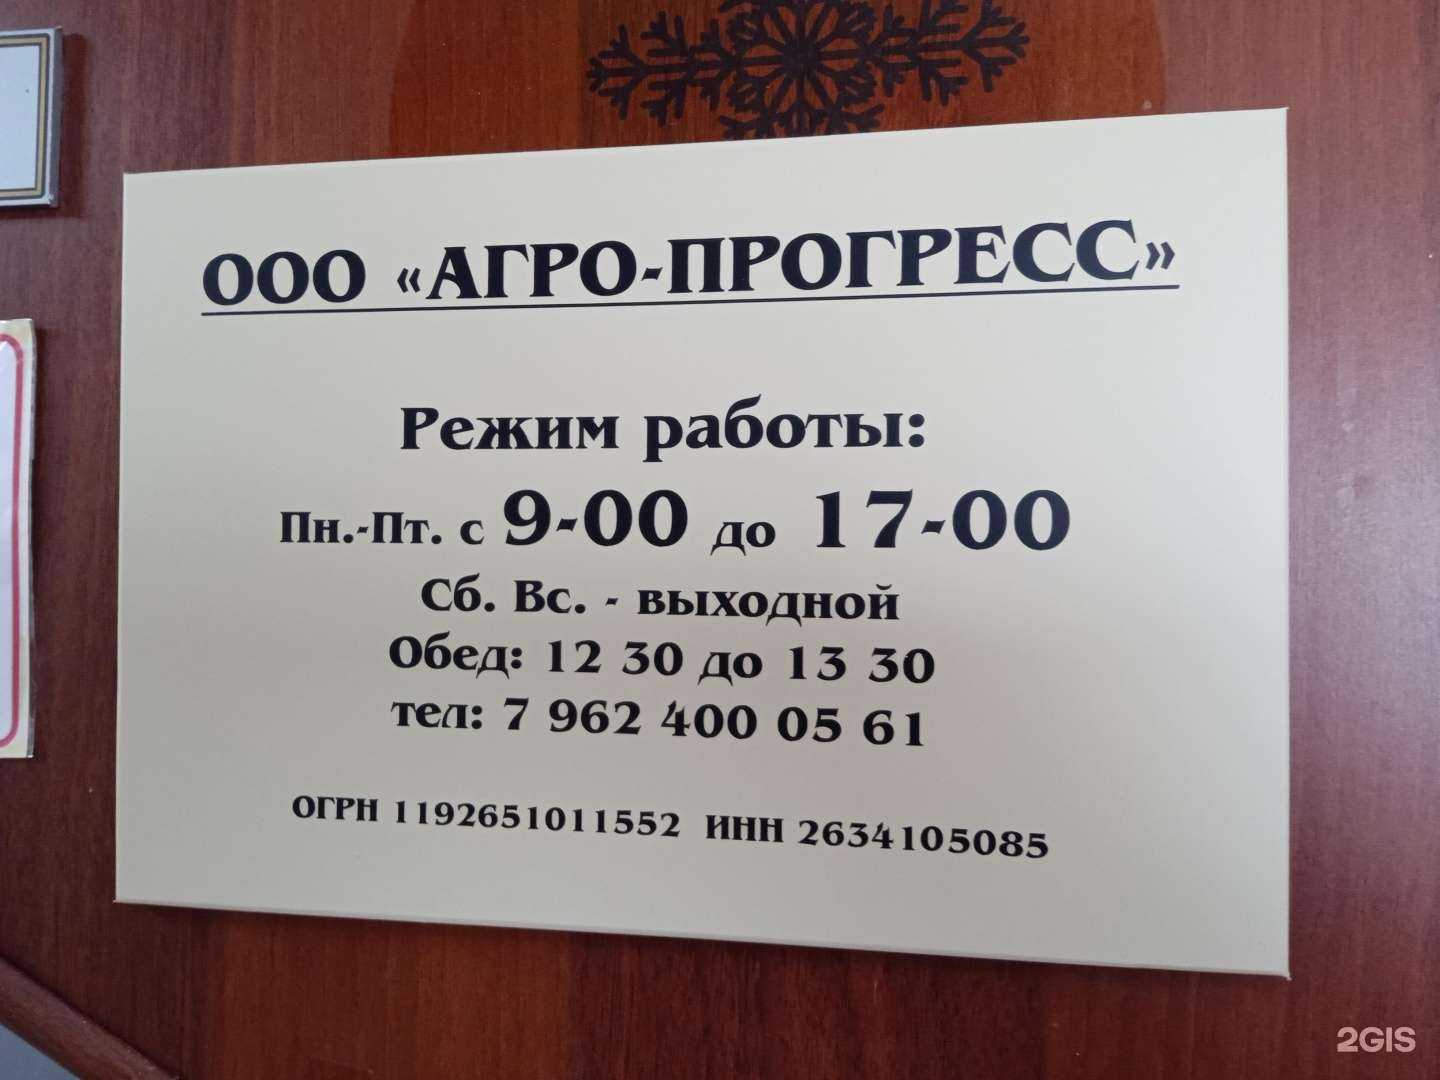 ООО «АГРО-ПРОГРЕСС»
Режим работы:
Пн.-Пт. с 9-00 до 17-00
Сб. Вс. - выходной
Обед: 12 30 до 13 30
тел: 7 962 400 05 61
ОГРН 1192651011552 ИНН 2634105085
2GIS